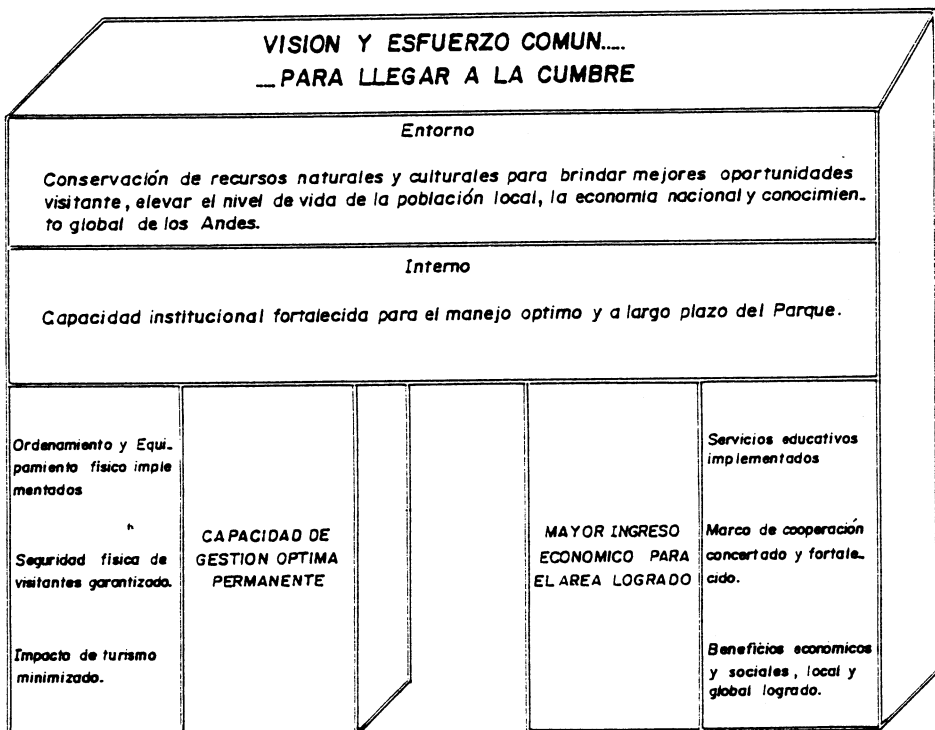 VISION Y ESFUERZO COMUN....
....PARA LLEGAR A LA CUMBRE
Entorno
Conservación de recursos naturales y culturales para brindar mejores oportunidades
visitante, elevar el nivel de vida de la población local, la economia nacional y conocimien_
to global de los Andes.
Interno
Capacidad institucional fortalecida para el manejo optimo y a largo plazo del Parque.
Ordenamiento y Equi_
pamiento fisico imple
mentados
Seguridad fisica de
visitantes garantizado.
Impacto de turismo
minimizado.
CAPACIDAD DE
GESTION OPTIMA
PERMANENTE
MAYOR INGRESO
ECONOMICO PARA
EL AREA LOGRADO
Servicios educativos
implementados
Marco de cooperación
concertado y fortale_
cido.
Beneficios economicos
y sociales, local y
global logrado.